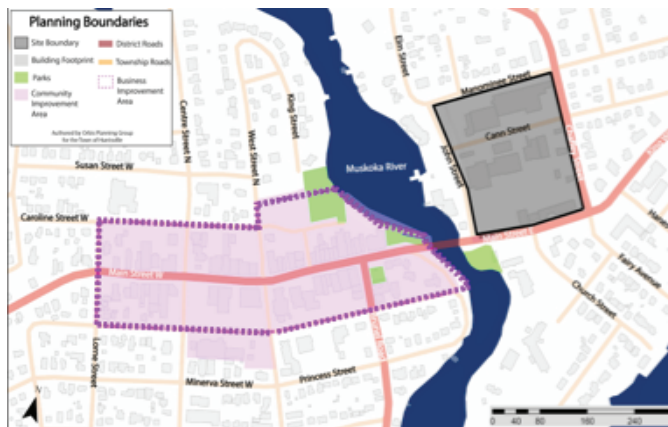 Planning Boundaries
Site Boundary
Building Footprint
Parks
Community
Improvement
Area
District Roads
Township Roads
Business
Improvement
Area
Authored by Orbis Planning Group
for the Town of Huntsville
Elm Street
Manominee Street
Cann Street
John Street
King Street
Centre Street N
West Street N
Muskoka River
Susan Street W
Caroline Street W
Main Street W
Main Street E
Fairy Avenue
Church Street
Lorne Street
Minerva Street W
Princess Street
N
0 40 80 160 240